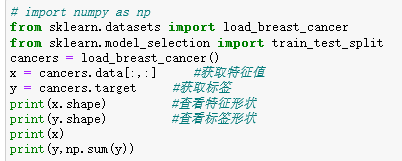 # import numpy as np
from sklearn.datasets import load_breast_cancer
from sklearn.model_selection import train_test_split
cancers = load_breast_cancer()
x = cancers.data[:,:]     #获取特征值
y = cancers.target     #获取标签
print(x.shape)         #查看特征形状
print(y.shape)         #查看标签形状
print(x)
print(y,np.sum(y))